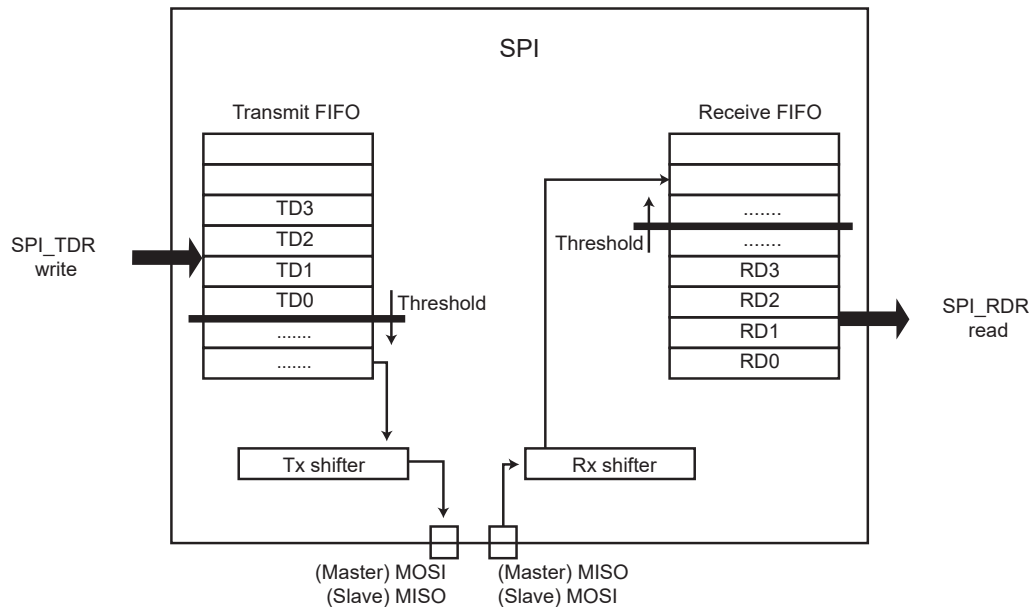 SPI
Transmit FIFO
TD3
TD2
TD1
TD0
.......
.......
Threshold
SPI_TDR
write
Receive FIFO
.......
.......
RD3
RD2
RD1
RD0
Threshold
SPI_RDR
read
Tx shifter
Rx shifter
(Master) MOSI
(Slave) MISO
(Master) MISO
(Slave) MOSI